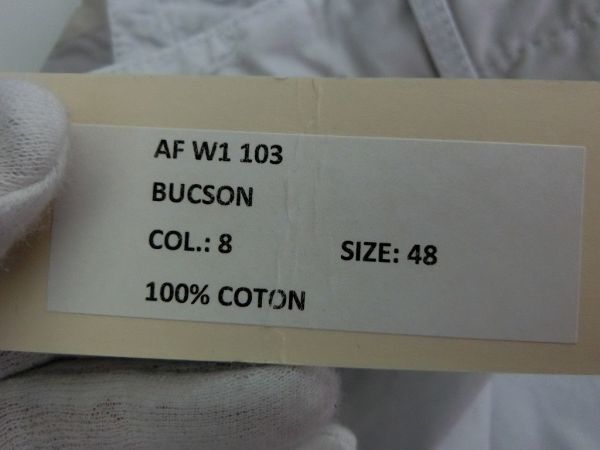 AF W1 103
BUCSON
COL.: 8 SIZE: 48
100% COTON